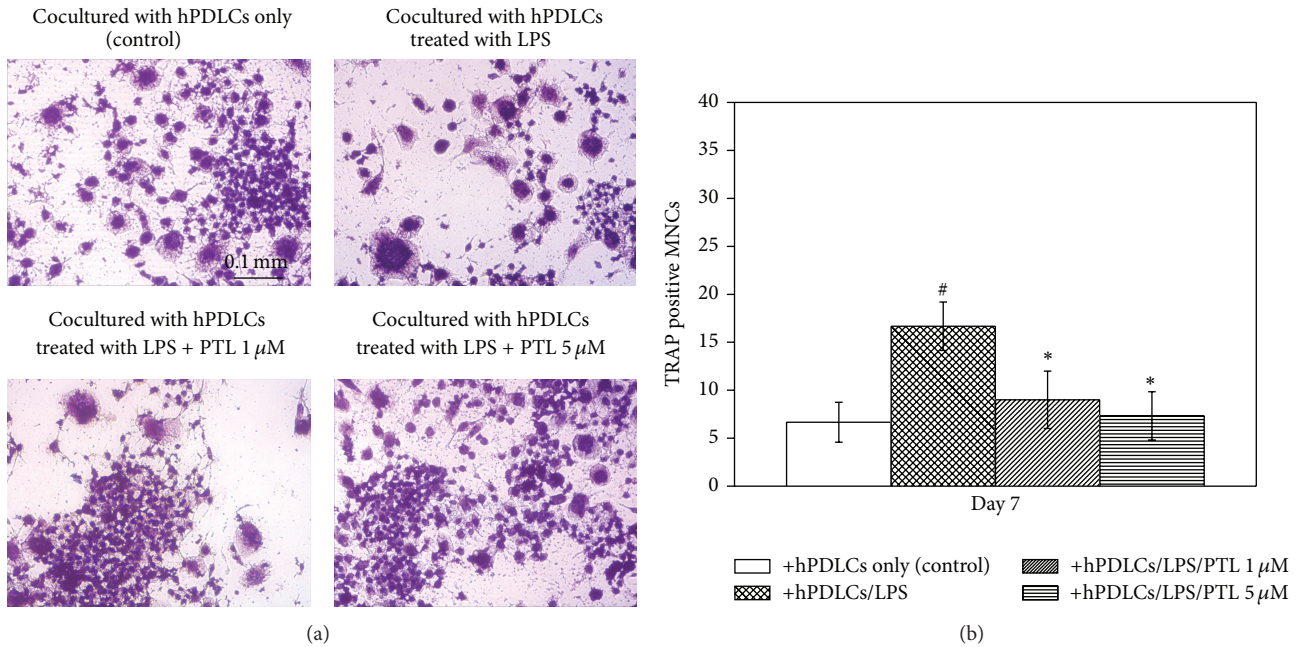 Cocultured with hPDLCs only
(control)
Cocultured with hPDLCs
treated with LPS
0.1 mm
Cocultured with hPDLCs
treated with LPS + PTL 1 μM
Cocultured with hPDLCs
treated with LPS + PTL 5 μM
(a)
TRAP positive MNCs
40
35
30
25
20
15
10
5
0
#
*
*
Day 7
+hPDLCs only (control)
+hPDLCs/LPS
+hPDLCs/LPS/PTL 1 μM
+hPDLCs/LPS/PTL 5 μM
(b)